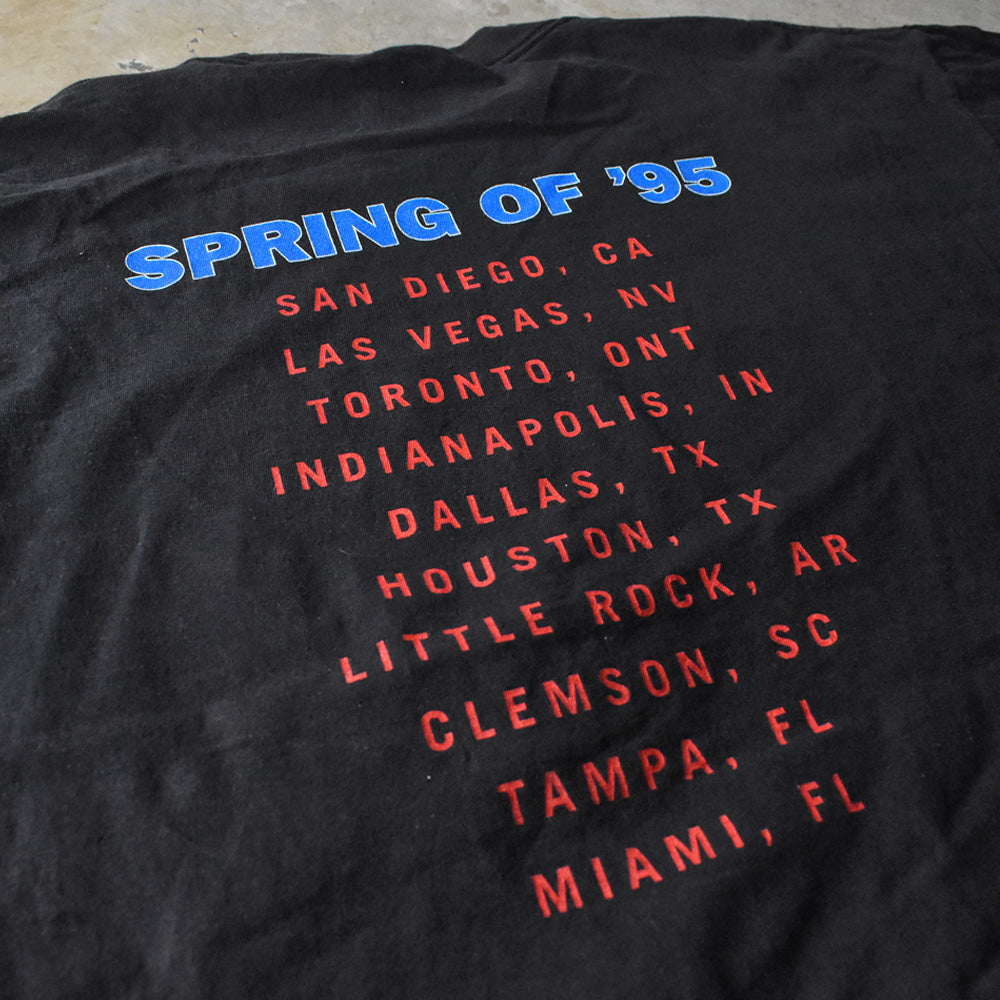 SPRING OF ’95
SAN DIEGO, CA
LAS VEGAS, NV
TORONTO, ONT
INDIANAPOLIS, IN
DALLAS, TX
HOUSTON, TX
LITTLE ROCK, AR
CLEMSON, SC
TAMPA, FL
MIAMI, FL